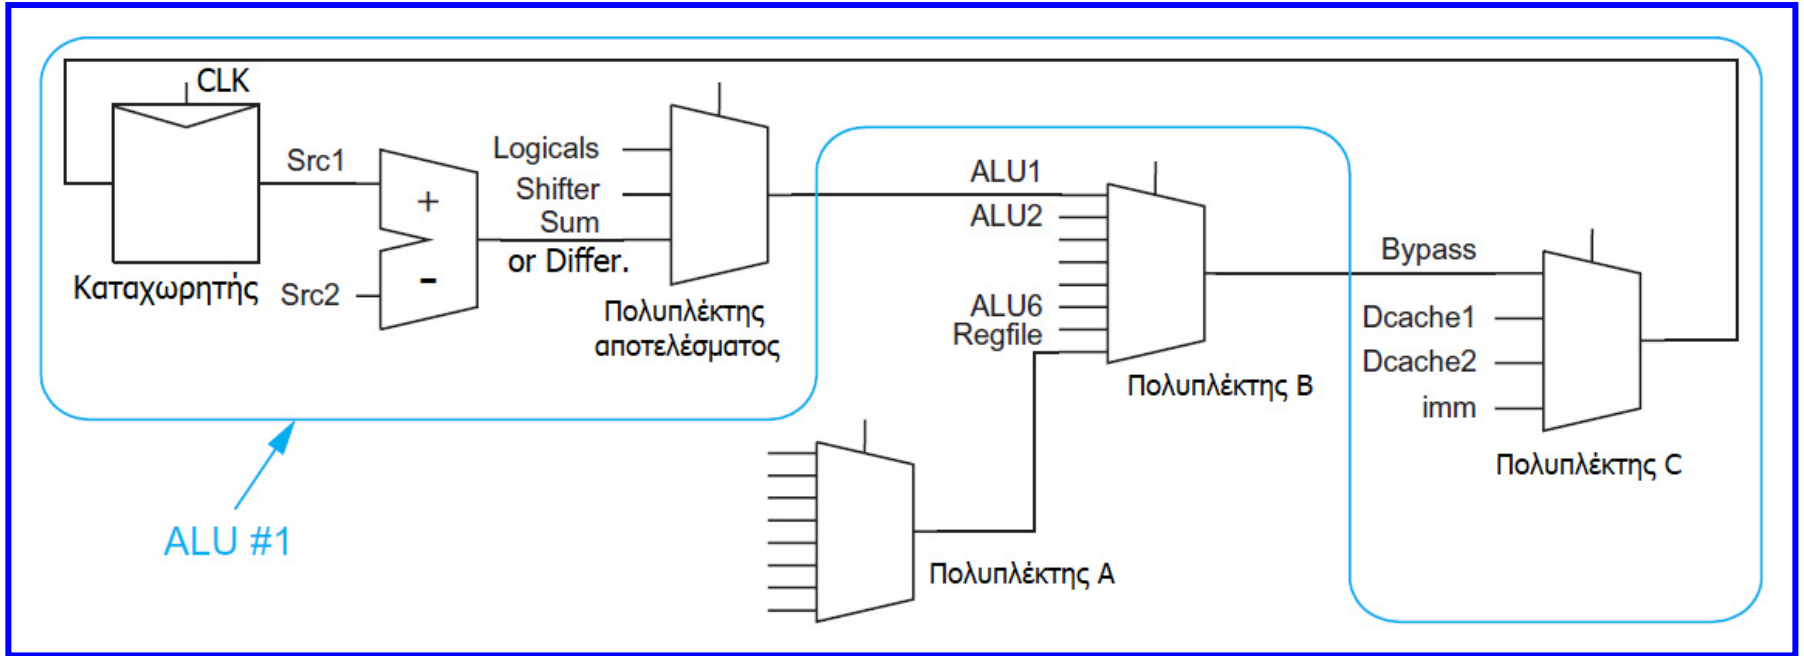 CLK
Src1
Καταχωρητής
Src2
+
-
Logicals
Shifter
Sum
or Differ.
Πολυπλέκτης
αποτελέσματος
ALU1
ALU2
ALU6
Regfile
Πολυπλέκτης B
Bypass
Dcache1
Dcache2
imm
Πολυπλέκτης C
Πολυπλέκτης A
ALU #1